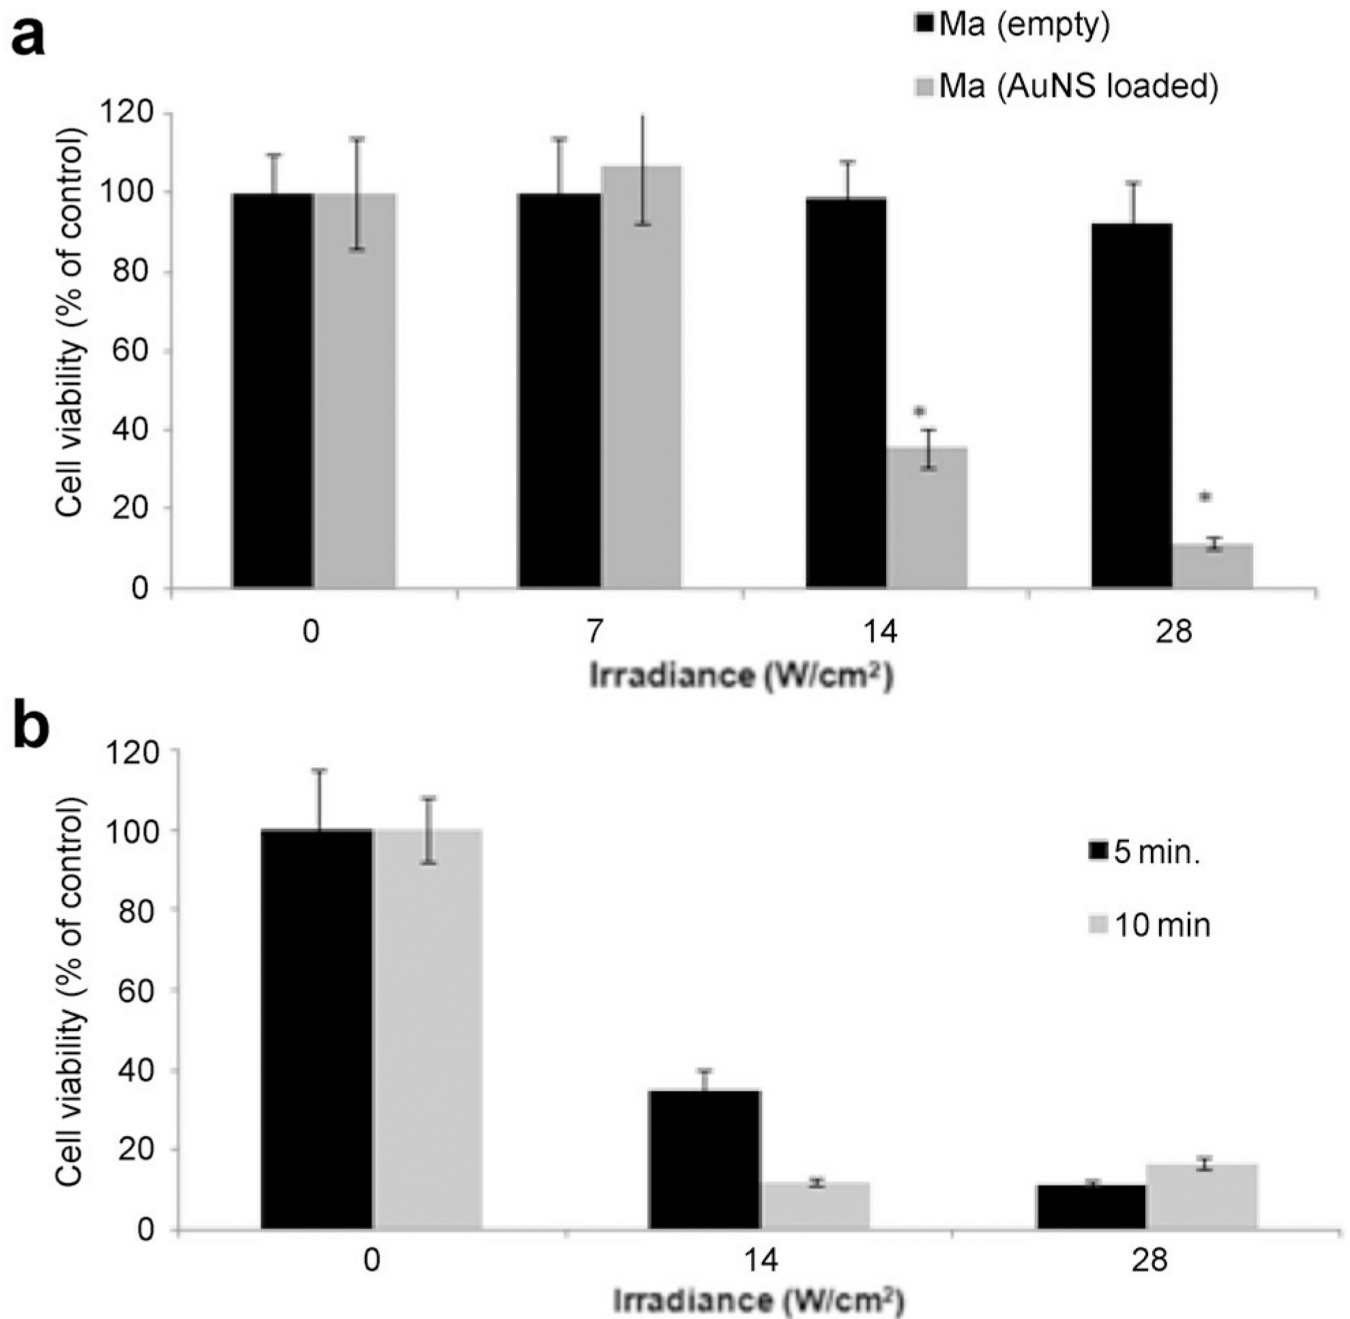 a
Ma (empty)
Ma (AuNS loaded)
Cell viability (% of control)
120
100
80
60
40
20
0
*
*
0 7 14 28
Irradiance (W/cm²)
b
Cell viability (% of control)
120
100
80
60
40
20
0
5 min.
10 min
0 14 28
Irradiance (W/cm²)